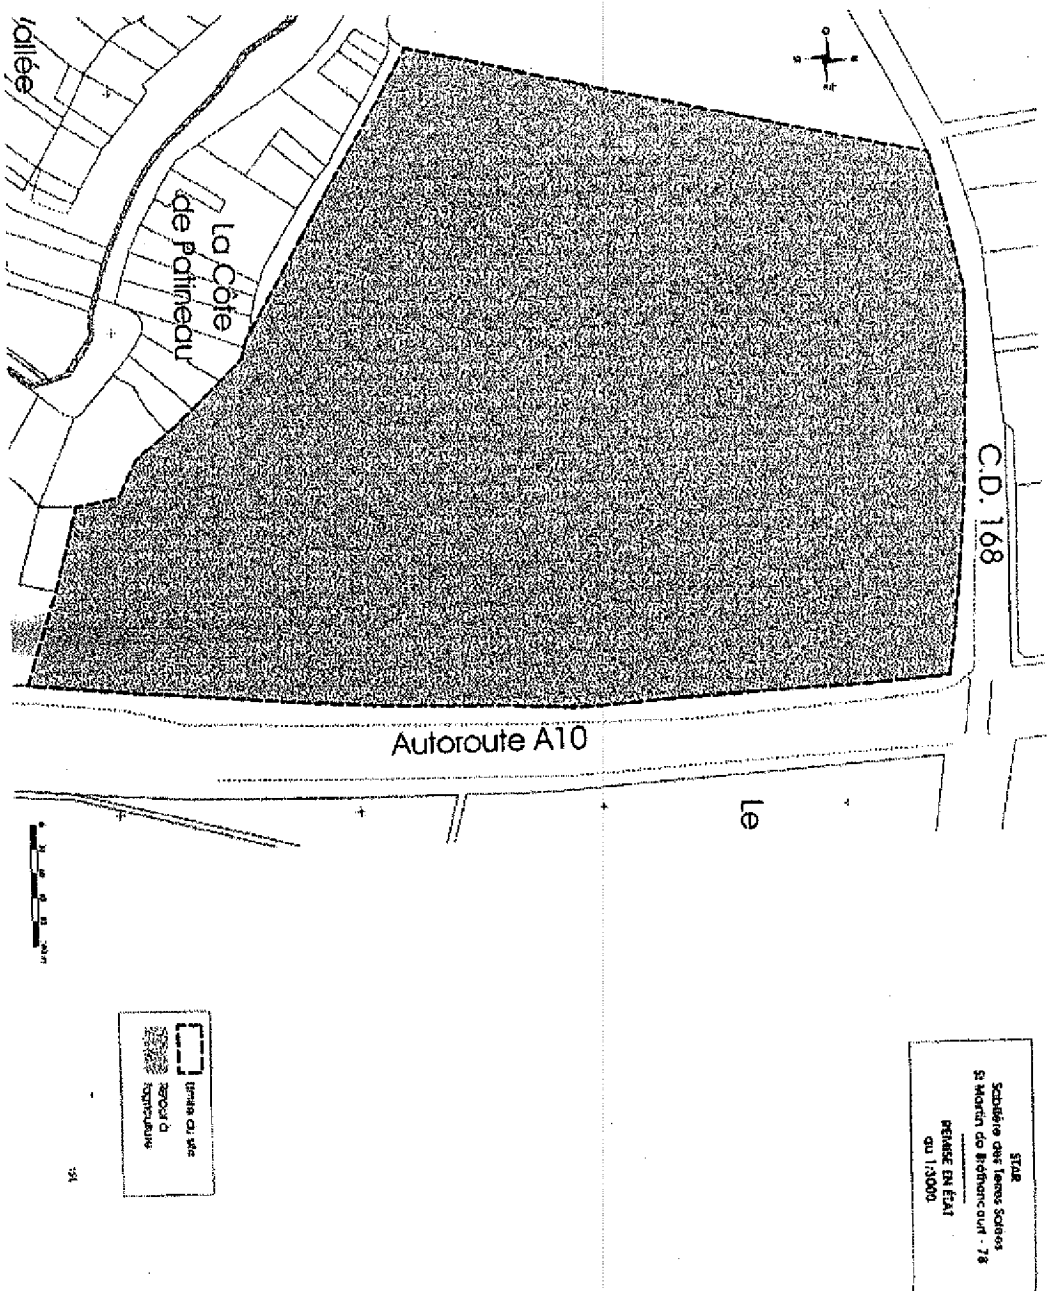 STAR
Sablière des Terres Saintes
St Martin de Bréthencourt - 78
REMISE EN ÉTAT
au 1:3000
C.D. 168
La Côte
de Patineau
Vallée
Autoroute A10
Le
Limite du site
Retour à
l'agriculture